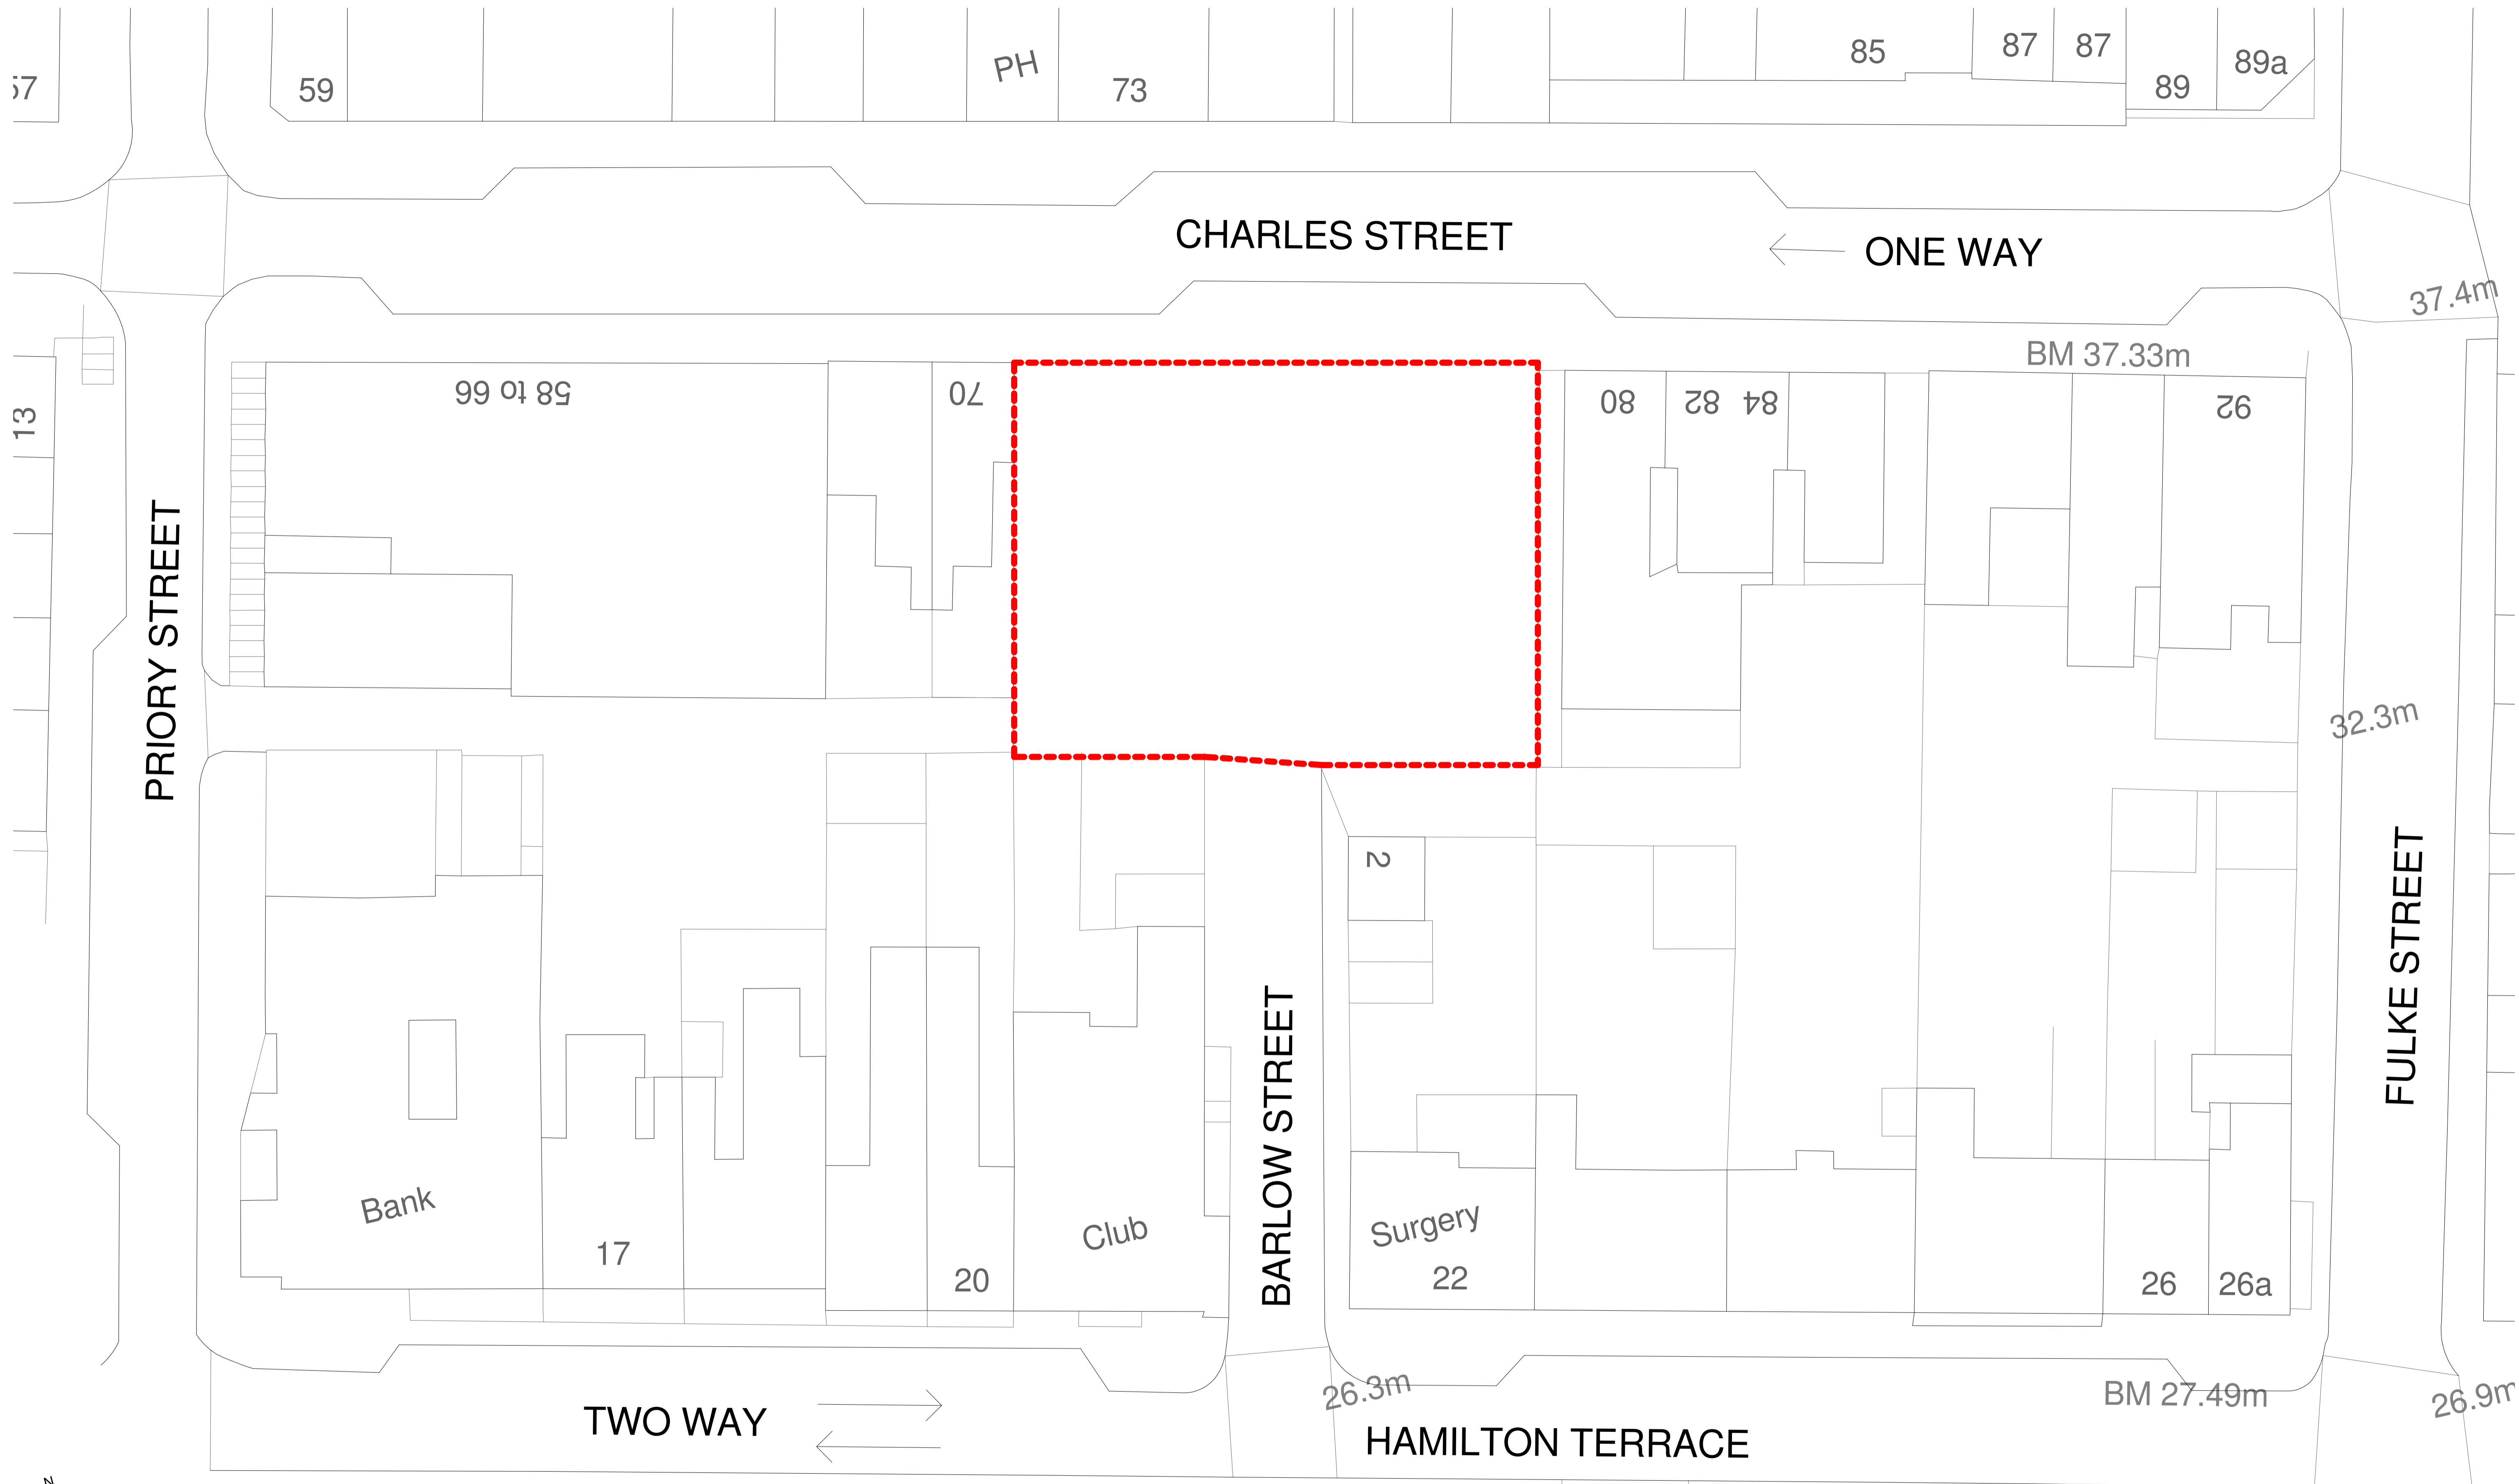 59
PH
73
85
87
87
89
89a
CHARLES STREET
ONE WAY
37.4m
BM 37.33m
13
58 to 66
70
80
82
84
92
PRIORY STREET
32.3m
2
FULKE STREET
BARLOW STREET
Bank
17
20
Club
Surgery
22
26
26a
26.3m
BM 27.49m
26.9m
TWO WAY
HAMILTON TERRACE
N